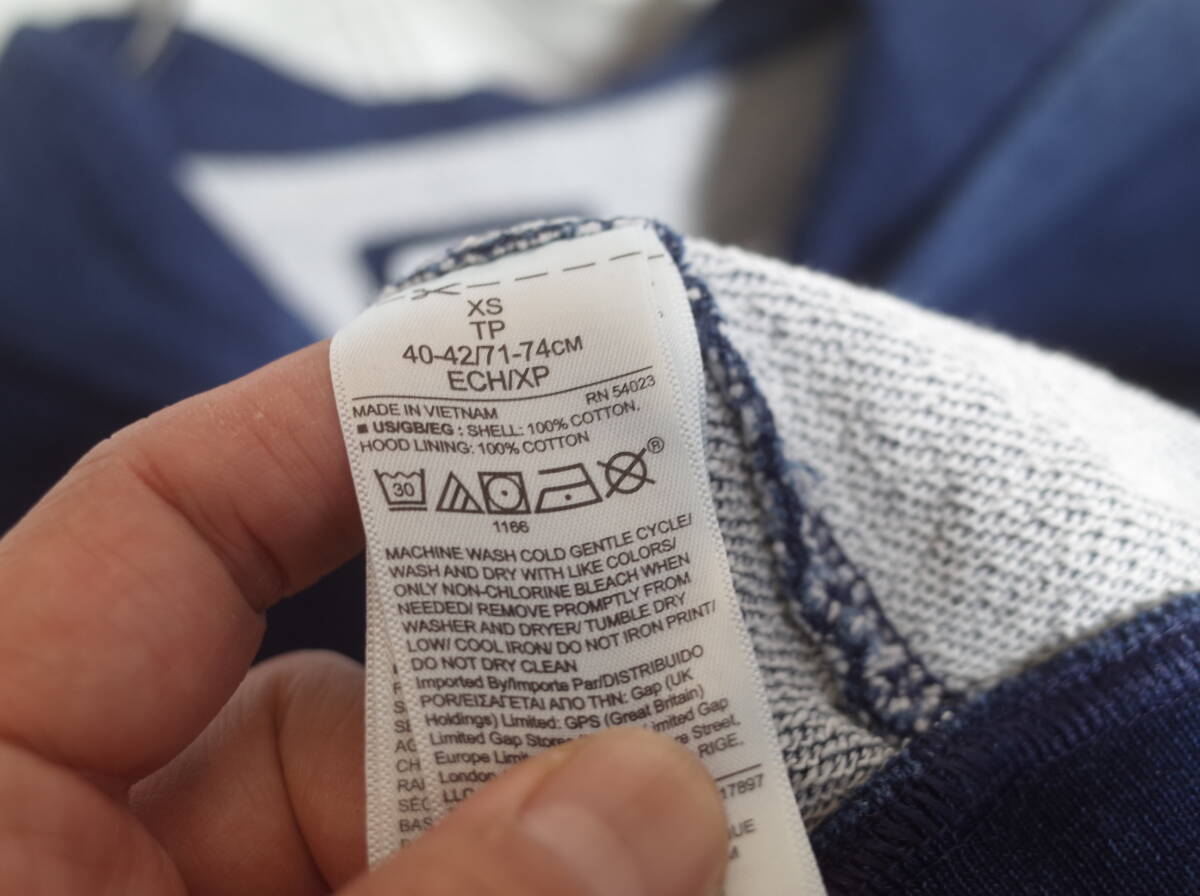 XS
TP
40-42/71-74CM
ECH/XP
RN 54023
MADE IN VIETNAM
■ US/GB/EG : SHELL: 100% COTTON.
HOOD LINING: 100% COTTON
30
®
1166
MACHINE WASH COLD GENTLE CYCLE/
WASH AND DRY WITH LIKE COLORS/
ONLY NON-CHLORINE BLEACH WHEN
NEEDED/ REMOVE PROMPTLY FROM
WASHER AND DRYER/ TUMBLE DRY
LOW/ COOL IRON/ DO NOT IRON PRINT/
DO NOT DRY CLEAN
Imported By/Importe Par/DISTRIBUIDO
POR/ΕΙΣΑΓΕΤΑΙ ΑΠΟ ΤΗΝ: Gap (UK
Holdings) Limited: GPS (Great Britain)
Limited Gap Gap
Europe Street,
London RIGE,
LLC
17897